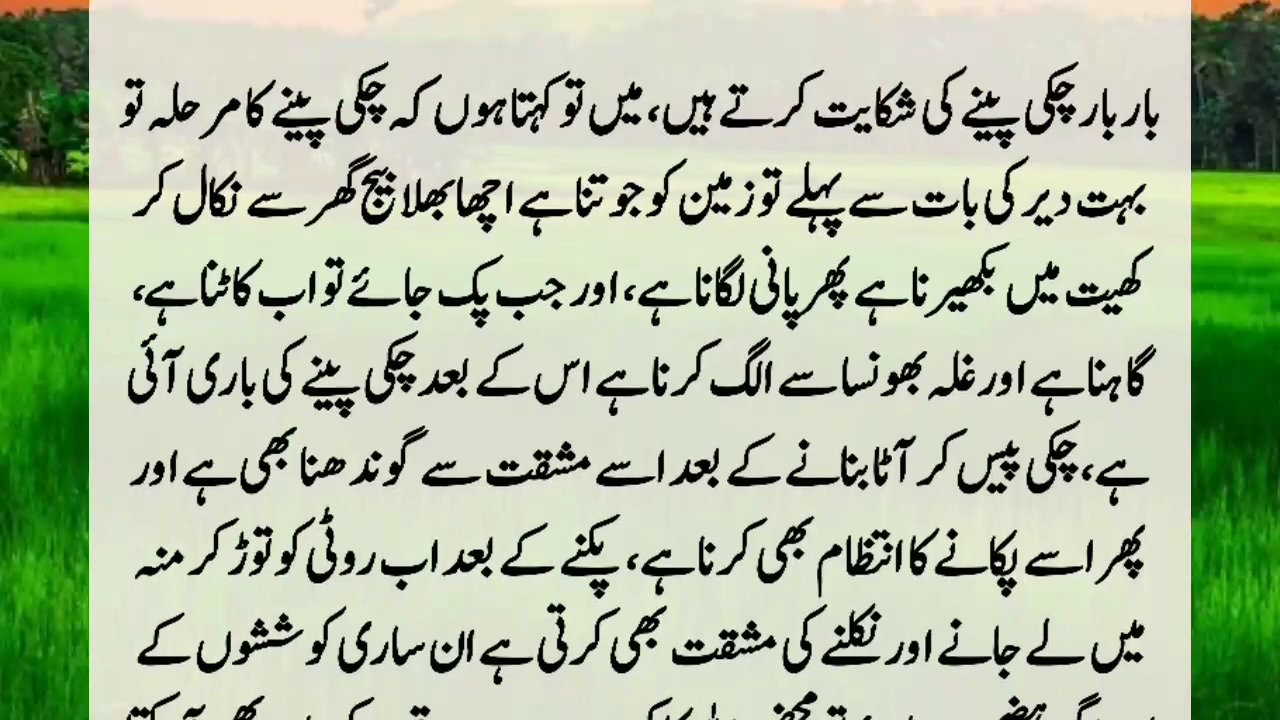 بار بار چکی پینے کی شکایت کرتے ہیں، میں تو کہتا ہوں کہ چکی پینے کا مرحلہ تو
بہت دیر کی بات سے پہلے تو زمین کو جوتنا ہے اچھا بھلا بیج گھر سے نکال کر
کھیت میں بکھیرنا ہے پھر پانی لگانا ہے، اور جب پک جائے تو اب کاٹنا ہے،
گاہنا ہے اور غلہ بھونسا سے الگ کرنا ہے اس کے بعد چکی پینے کی باری آئی
ہے، چکی پیس کر آٹا بنانے کے بعد اسے مشقت سے گوندھنا بھی ہے اور
پھر اسے پکانے کا انتظام بھی کرنا ہے، پکنے کے بعد اب روٹی کو توڑ کر منہ
میں لے جانے اور نکلنے کی مشقت بھی کرتی ہے ان ساری کوششوں کے